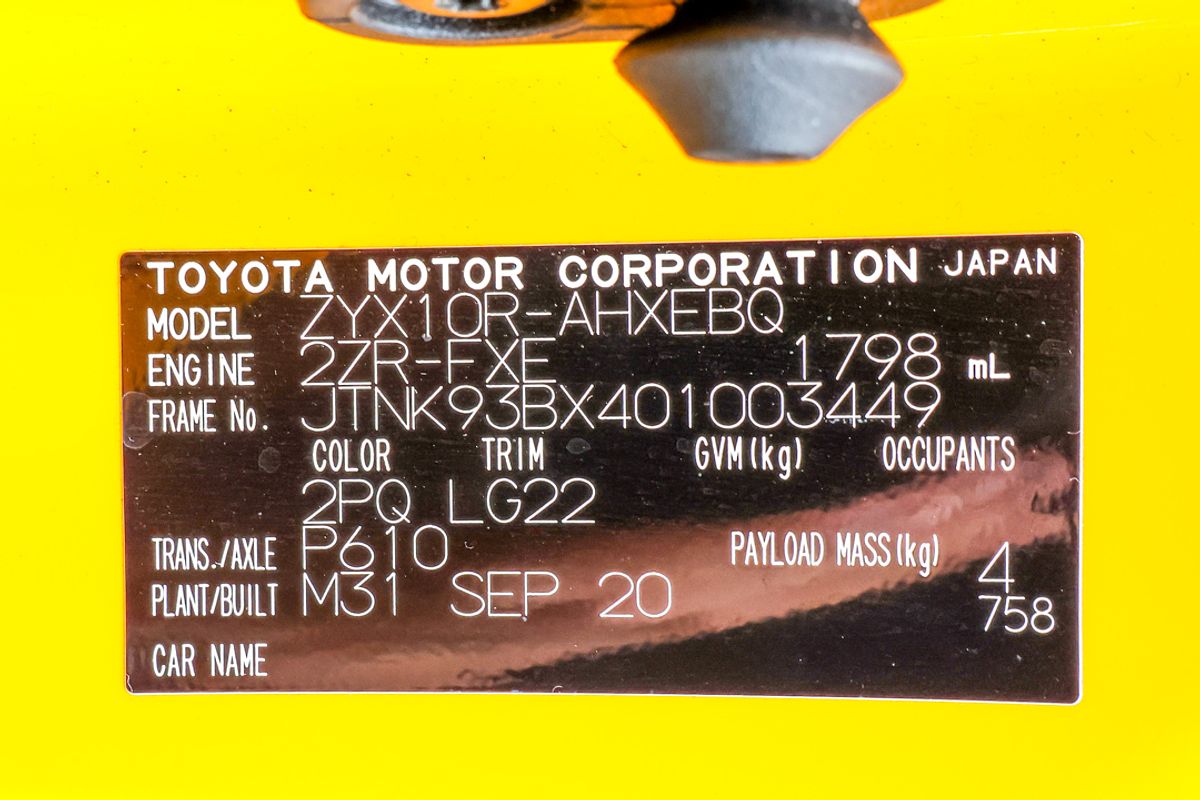 TOYOTA MOTOR CORPORATION JAPAN
MODEL ZYX10R-AHXEBQ
ENGINE 2ZR-FXE 1798 mL
FRAME No. JTNK93BX401003449
COLOR TRIM GVM(kg) OCCUPANTS
2PQ LG22
TRANS./AXLE P610 PAYLOAD MASS(kg) 4
PLANT/BUILT M31 SEP 20 758
CAR NAME